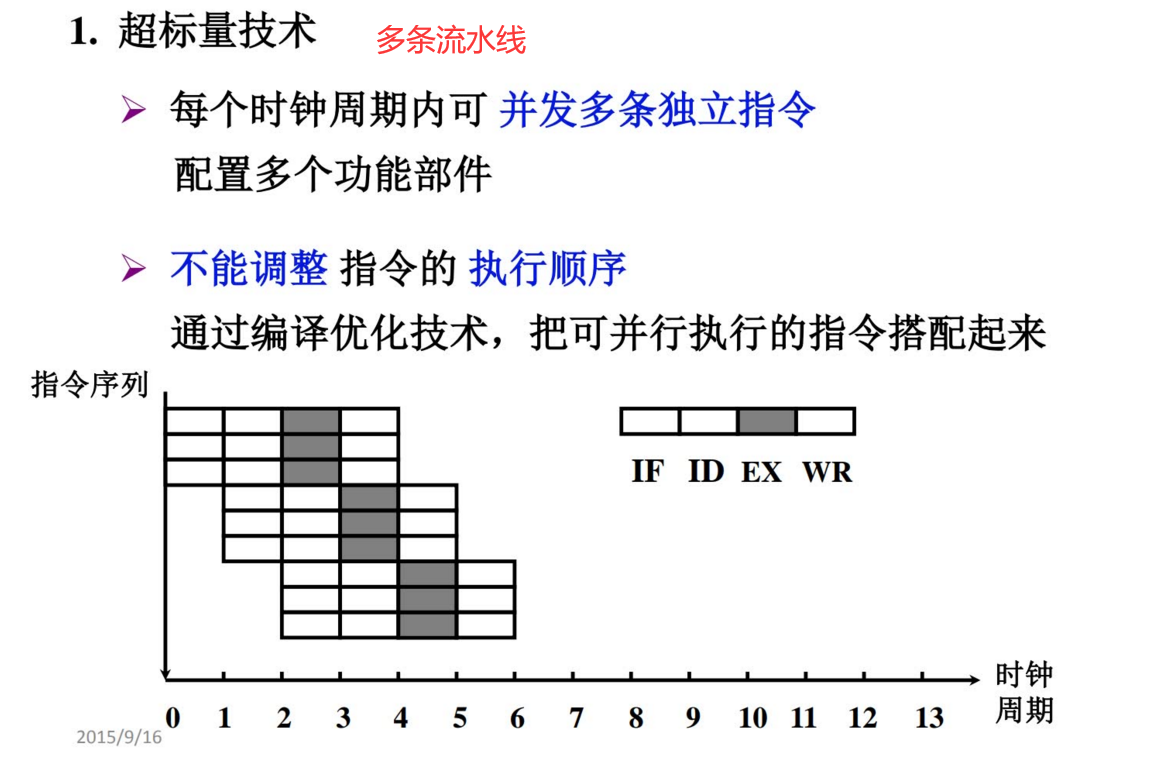 1. 超标量技术 多条流水线
每个时钟周期内可 并发多条独立指令
配置多个功能部件
不能调整 指令的 执行顺序
通过编译优化技术，把可并行执行的指令搭配起来
指令序列
IF ID EX WR
时钟
周期
0 1 2 3 4 5 6 7 8 9 10 11 12 13
2015/9/16